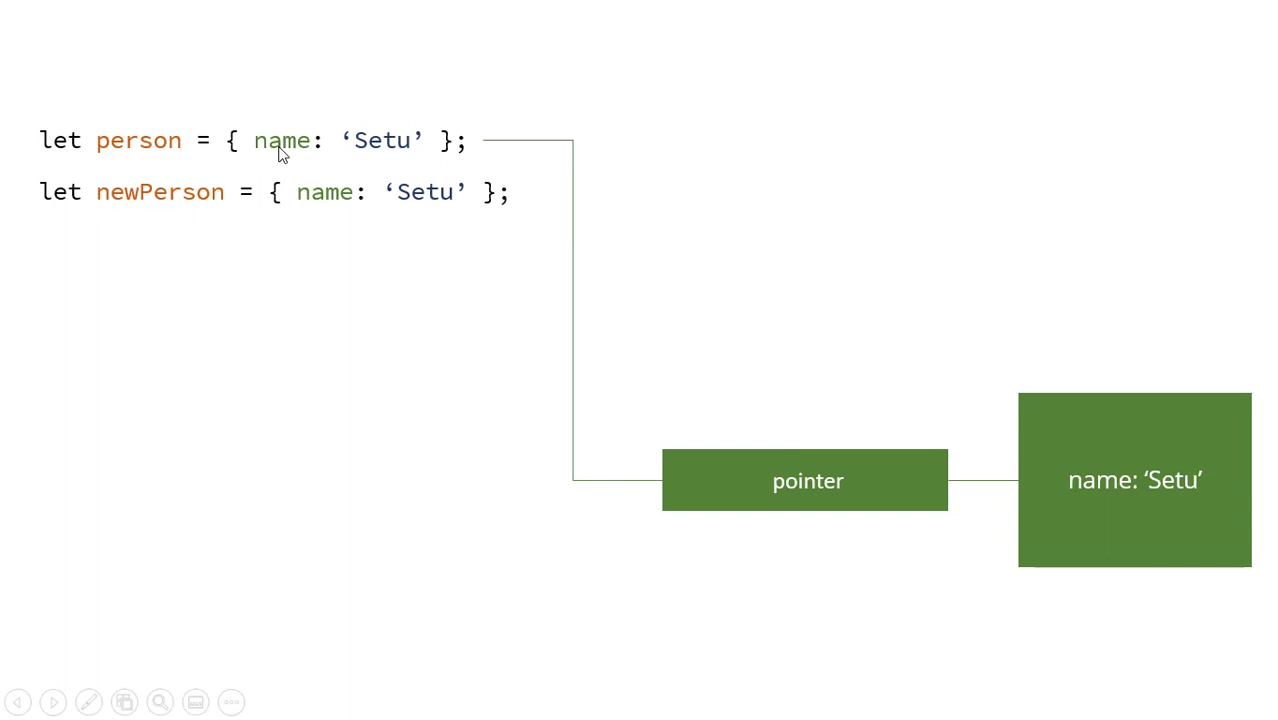 let person = { name: ‘Setu’ };
let newPerson = { name: ‘Setu’ };
pointer
name: ‘Setu’